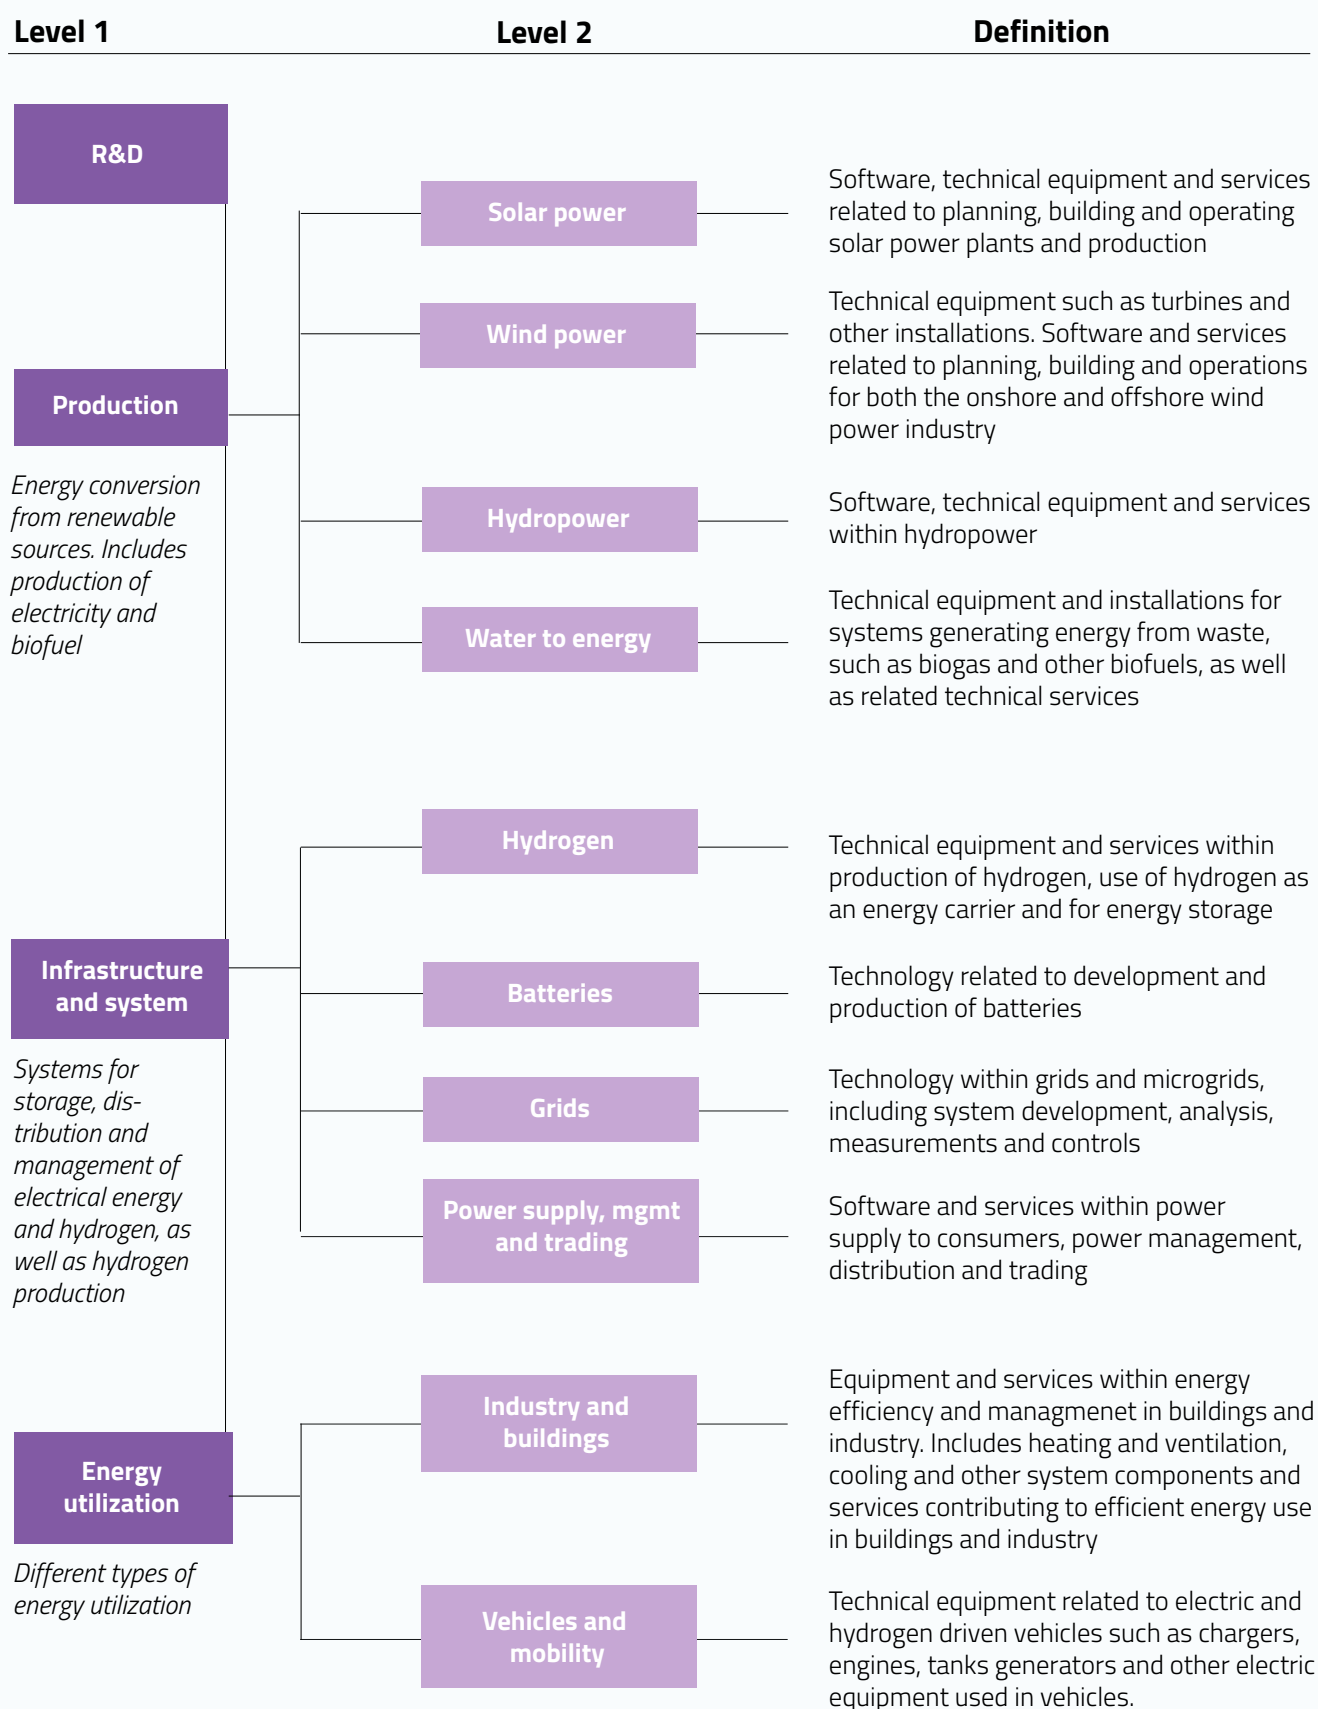 Level 1
Level 2
Definition
R&D
Production
Energy conversion
from renewable
sources. Includes
production of
electricity and
biofuel
Solar power
Software, technical equipment and services
related to planning, building and operating
solar power plants and production
Wind power
Technical equipment such as turbines and
other installations. Software and services
related to planning, building and operations
for both the onshore and offshore wind
power industry
Hydropower
Software, technical equipment and services
within hydropower
Water to energy
Technical equipment and installations for
systems generating energy from waste,
such as biogas and other biofuels, as well
as related technical services
Infrastructure
and system
Systems for
storage, dis-
tribution and
management of
electrical energy
and hydrogen, as
well as hydrogen
production
Hydrogen
Technical equipment and services within
production of hydrogen, use of hydrogen as
an energy carrier and for energy storage
Batteries
Technology related to development and
production of batteries
Grids
Technology within grids and microgrids,
including system development, analysis,
measurements and controls
Power supply, mgmt
and trading
Software and services within power
supply to consumers, power management,
distribution and trading
Energy
utilization
Different types of
energy utilization
Industry and
buildings
Equipment and services within energy
efficiency and managmenet in buildings and
industry. Includes heating and ventilation,
cooling and other system components and
services contributing to efficient energy use
in buildings and industry
Vehicles and
mobility
Technical equipment related to electric and
hydrogen driven vehicles such as chargers,
engines, tanks generators and other electric
equipment used in vehicles.